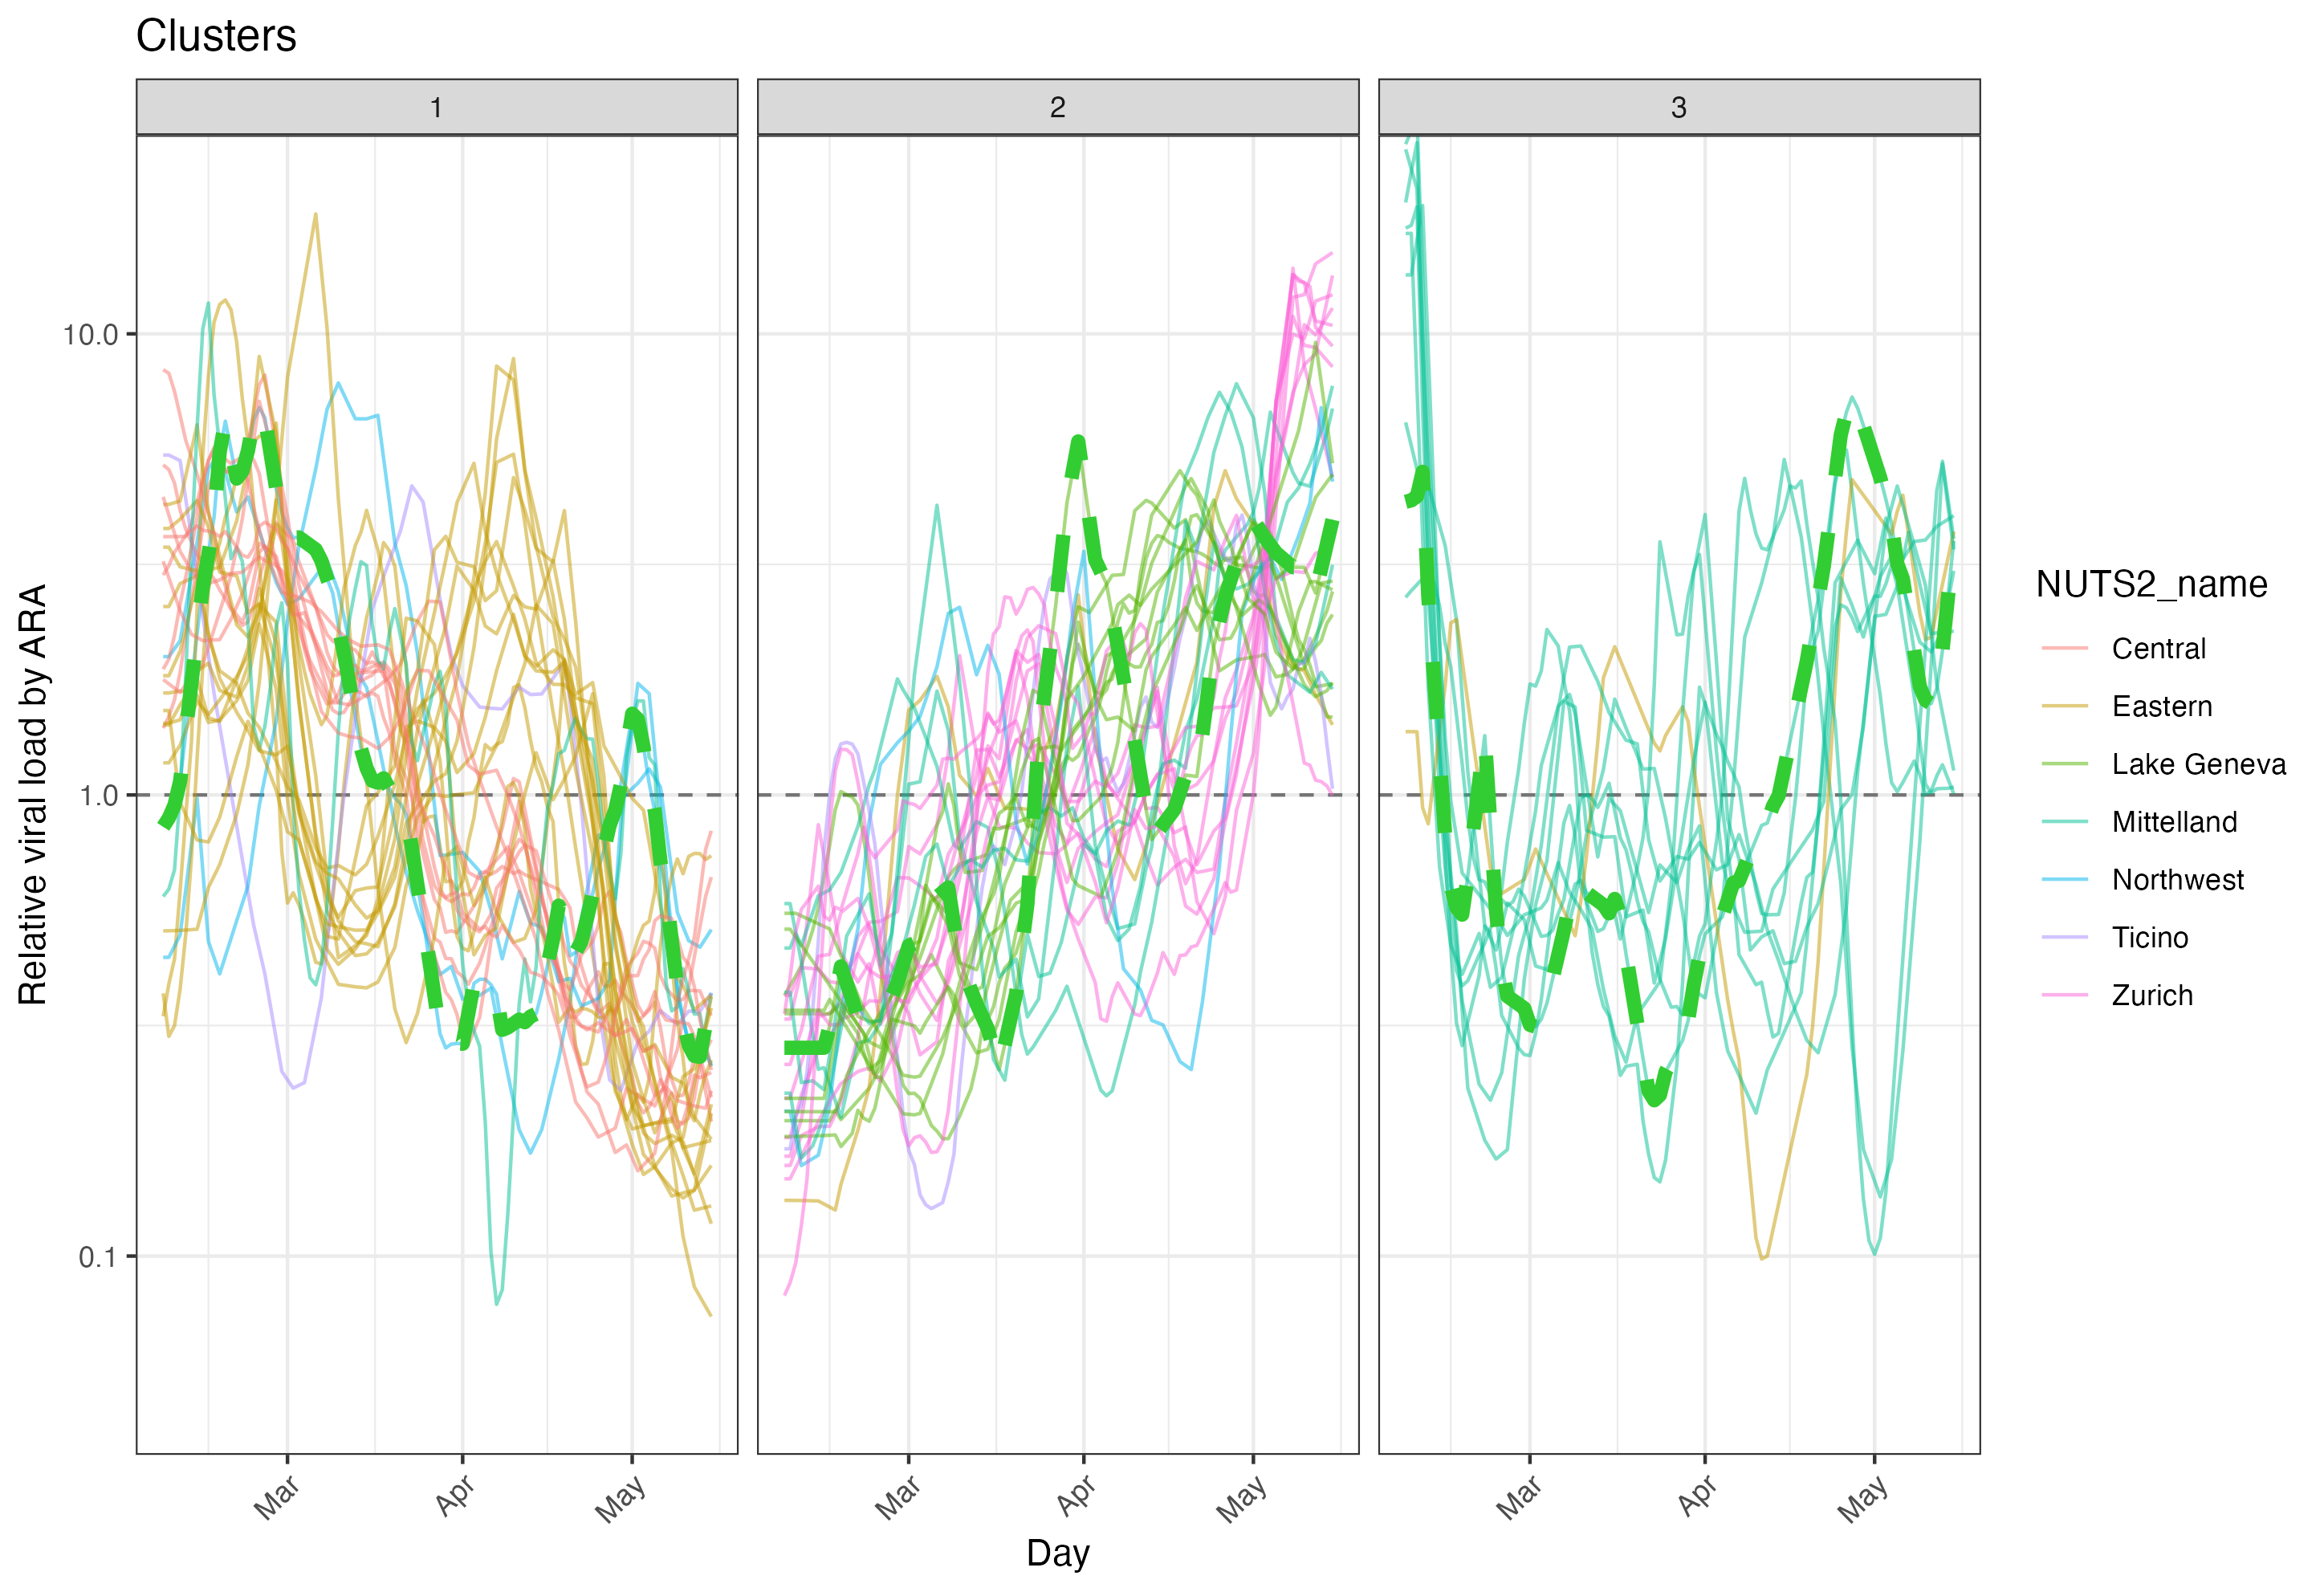 Clusters
1
2
3
Relative viral load by ARA
10.0
1.0
0.1
Mar
Apr
May
Mar
Apr
May
Mar
Apr
May
Day
NUTS2_name
Central
Eastern
Lake Geneva
Mittelland
Northwest
Ticino
Zurich